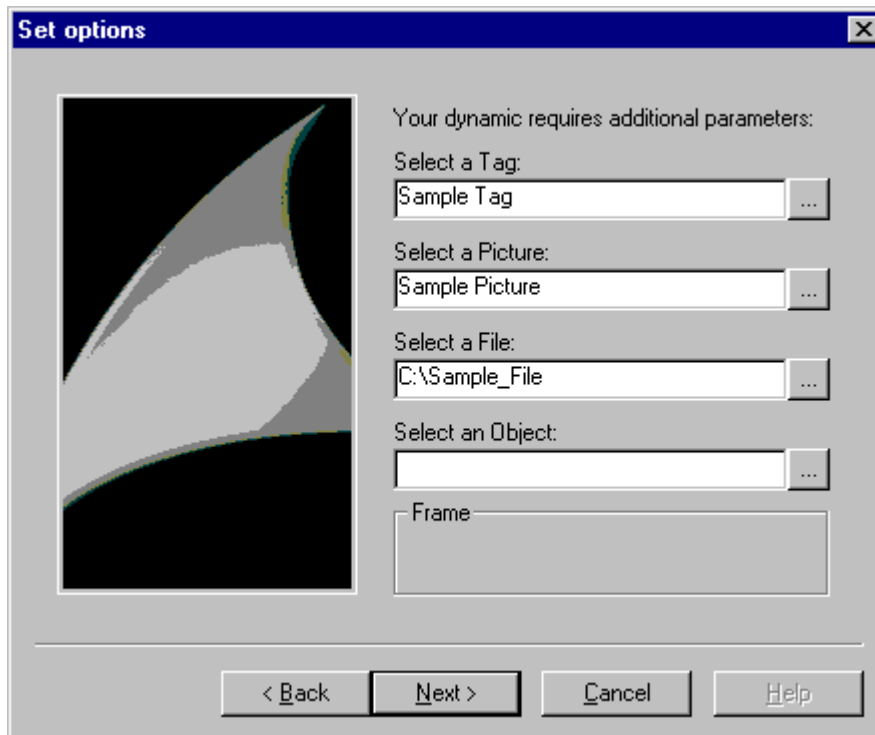 Set options
Your dynamic requires additional parameters:
Select a Tag:
Sample Tag
...
Select a Picture:
Sample Picture
...
Select a File:
C:\Sample_File
...
Select an Object:
...
Frame
< Back
Next >
Cancel
Help